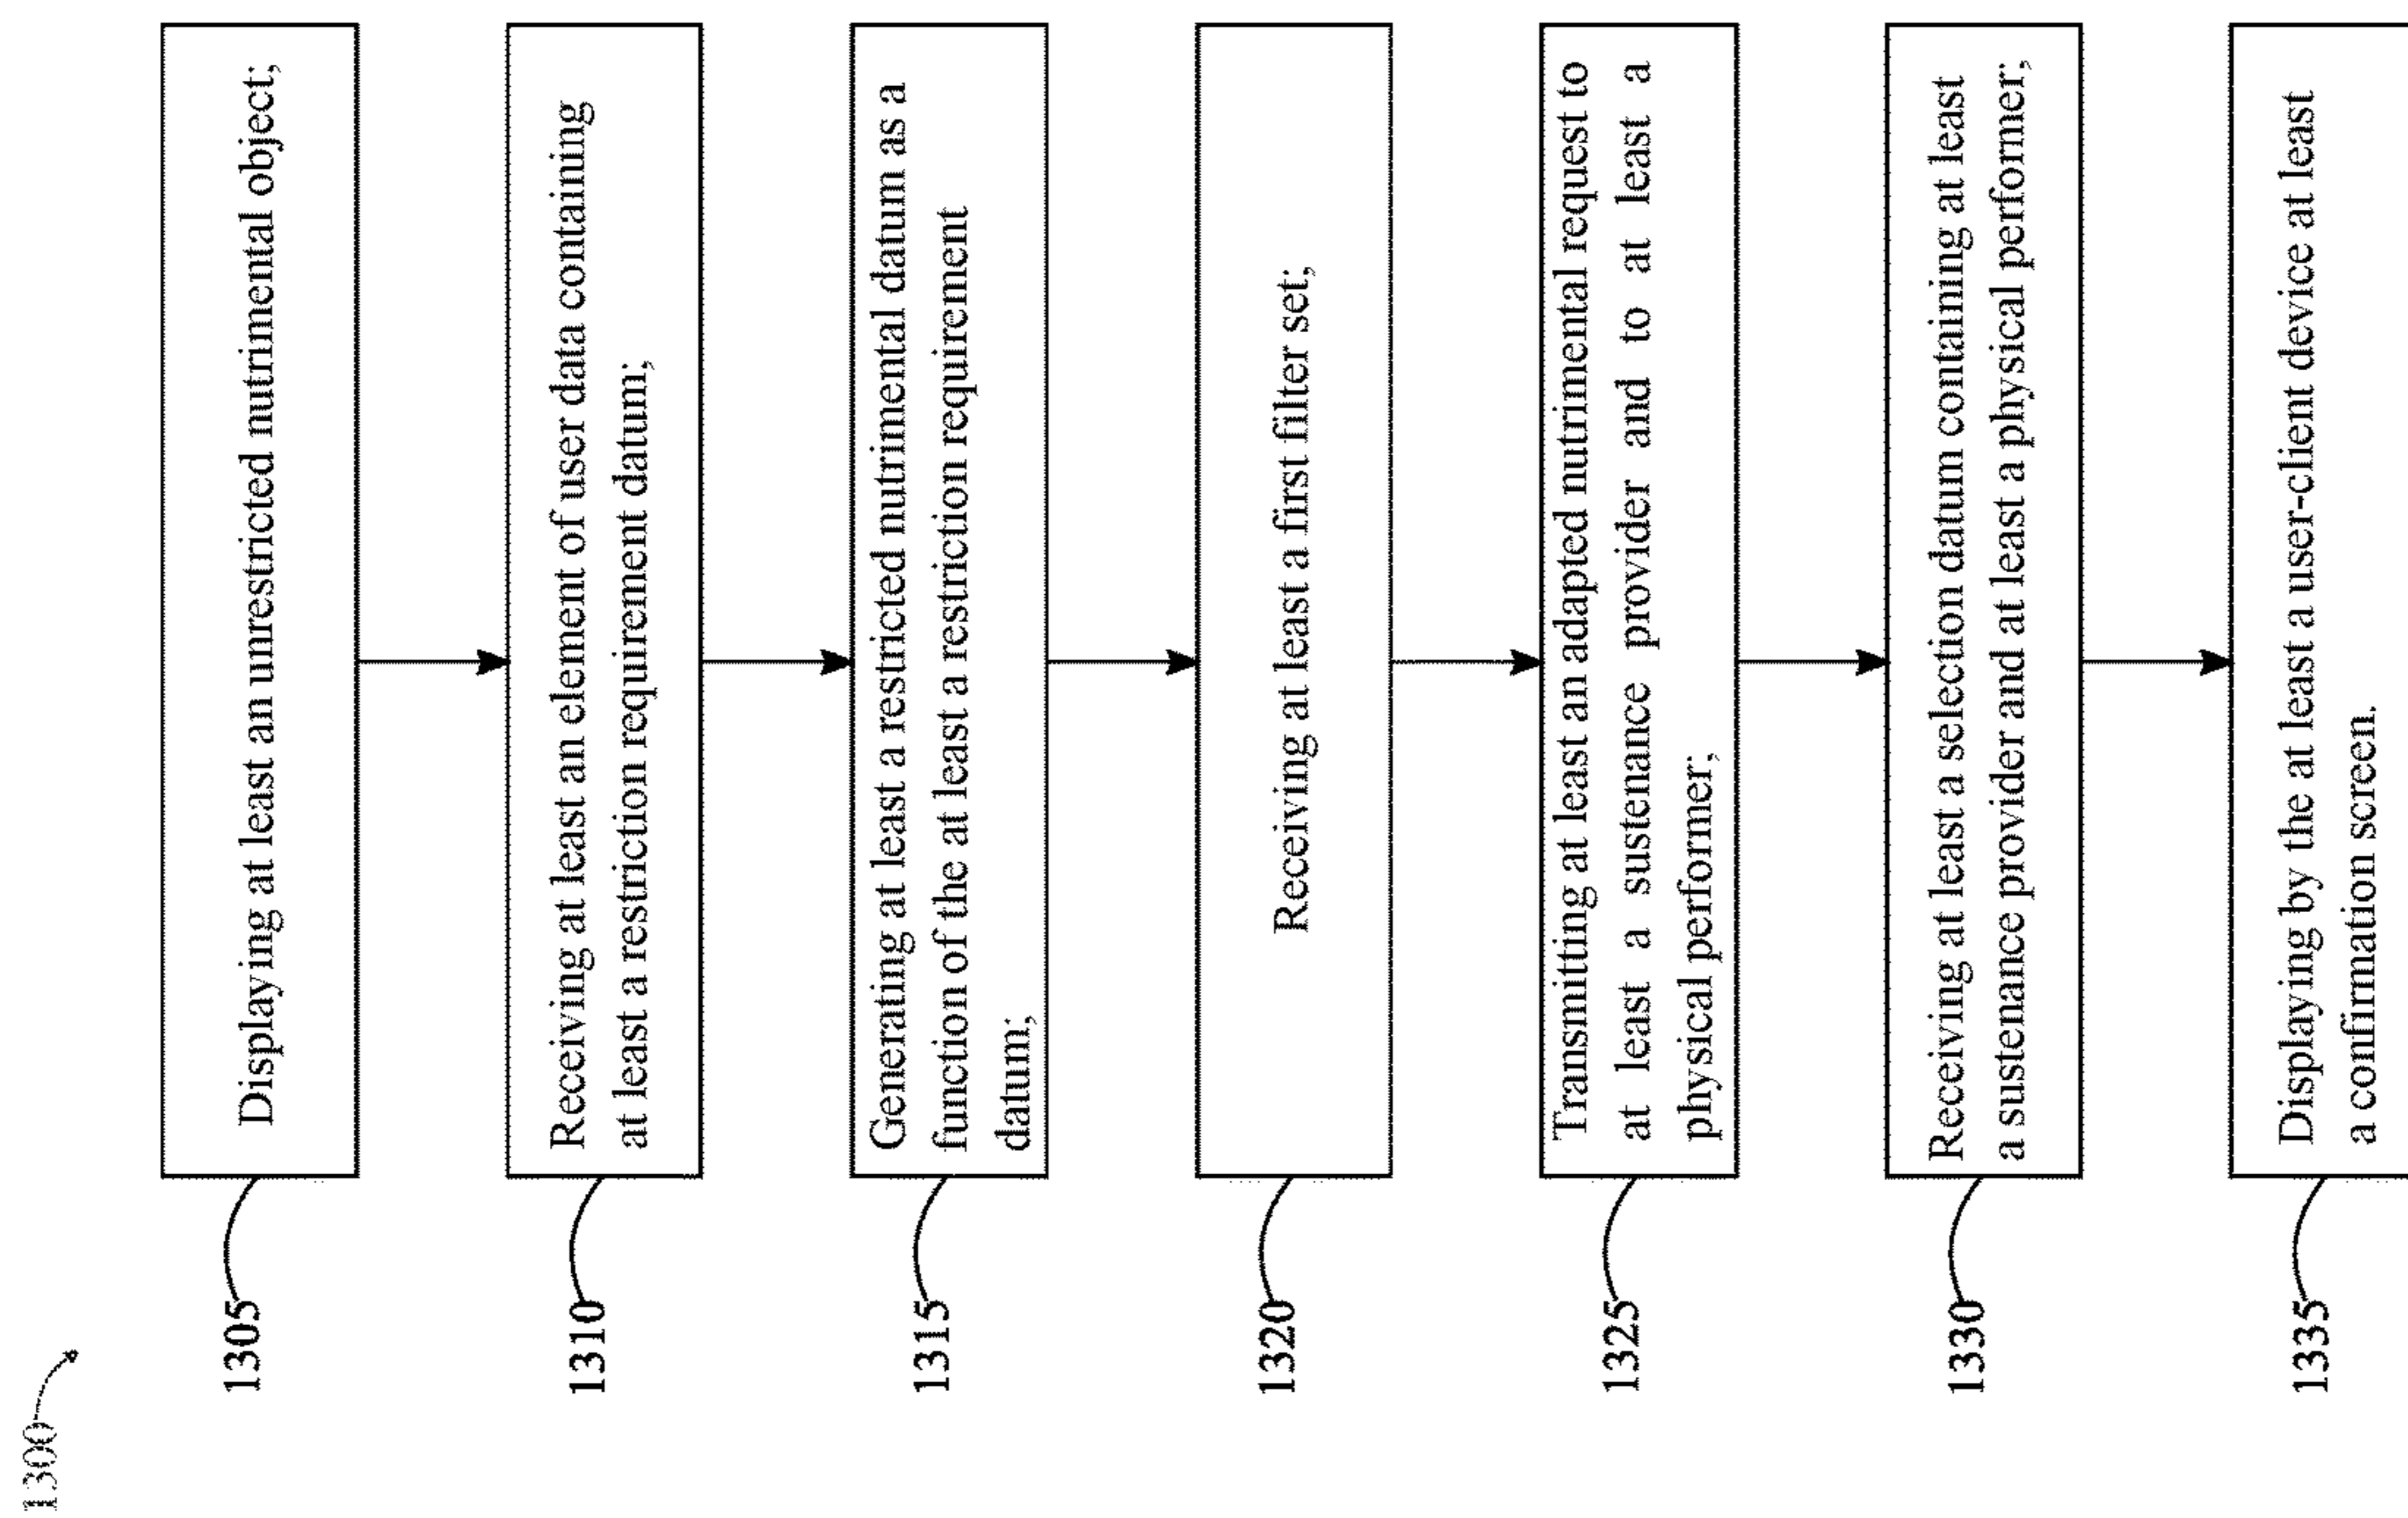 1300
1305
Displaying at least an unrestricted nutrimental object;
1310
Receiving at least an element of user data containing
at least a restriction requirement datum;
1315
Generating at least a restricted nutrimental datum as a
function of the at least a restriction requirement
datum;
1320
Receiving at least a first filter set;
1325
Transmitting at least an adapted nutrimental request to
at least a sustenance provider and to at least a
physical performer;
1330
Receiving at least a selection datum containing at least
a sustenance provider and at least a physical performer;
1335
Displaying by the at least a user-client device at least
a confirmation screen.